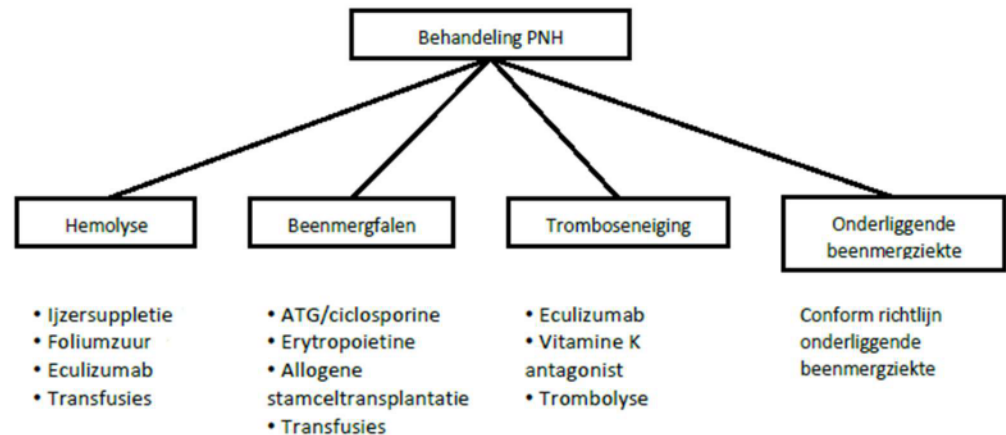 Behandeling PNH
Hemolyse
Beenmergfalen
Tromboseneiging
Onderliggende
beenmergziekte
• Ijzersuppletie
• Foliumzuur
• Eculizumab
• Transfusies
• ATG/ciclosporine
• Erytropoietine
• Allogene
stamceltransplantatie
• Transfusies
• Eculizumab
• Vitamine K
antagonist
• Trombolyse
Conform richtlijn
onderliggende
beenmergziekte